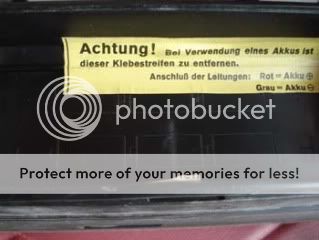 Achtung! Bei Verwendung eines Akkus ist
dieser Klebestreifen zu entfernen.
Anschluß der Leitungen: Rot = Akku ⊕
Grau = Akku ⊖
photobucket
Protect more of your memories for less!